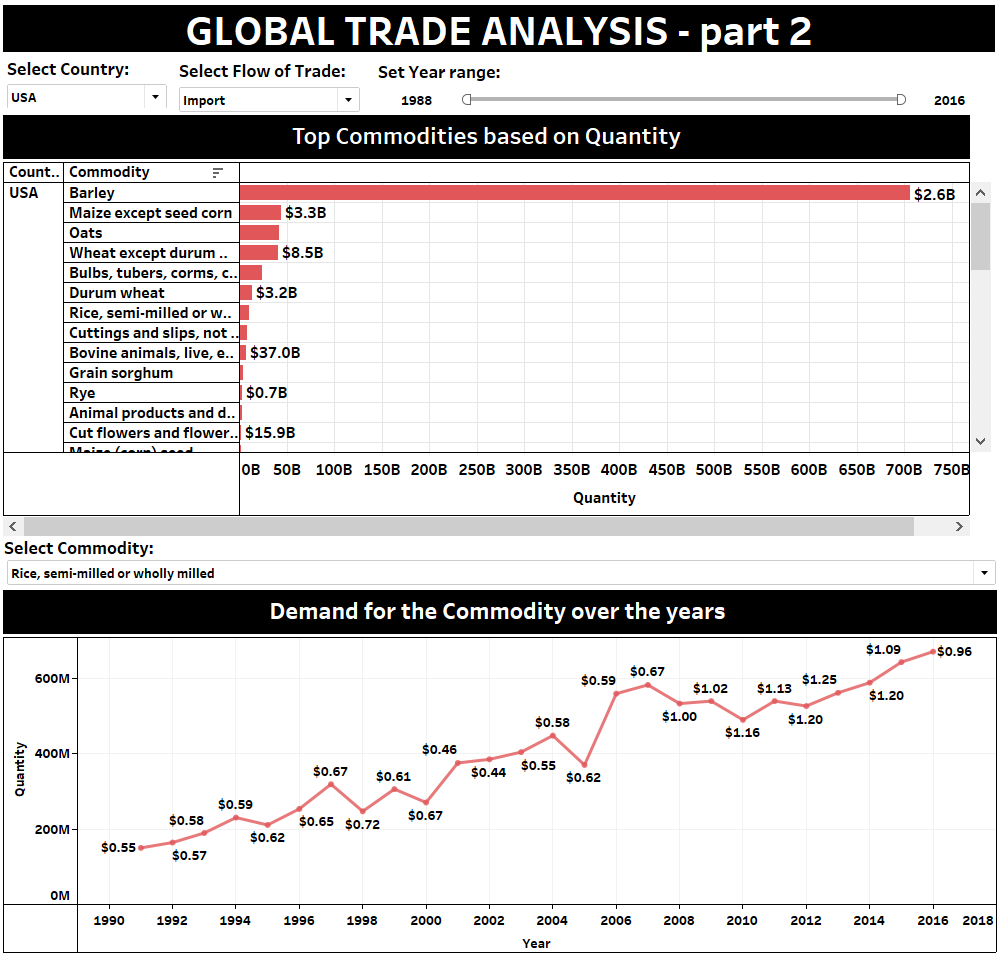 GLOBAL TRADE ANALYSIS - part 2
Select Country:
Select Flow of Trade:
Set Year range:
USA
Import
1988
2016
Top Commodities based on Quantity
Count..
Commodity
USA
Barley
$2.6B
Maize except seed corn
$3.3B
Oats
Wheat except durum ..
$8.5B
Bulbs, tubers, corms, c..
Durum wheat
$3.2B
Rice, semi-milled or w..
Cuttings and slips, not ..
Bovine animals, live, e..
$37.0B
Grain sorghum
Rye
$0.7B
Animal products and d..
Cut flowers and flower..
$15.9B
Maize (corn) seed
0B 50B 100B 150B 200B 250B 300B 350B 400B 450B 500B 550B 600B 650B 700B 750B
Quantity
Select Commodity:
Rice, semi-milled or wholly milled
Demand for the Commodity over the years
Quantity
600M
400M
200M
0M
$0.55
$0.57
$0.58
$0.59
$0.62
$0.65
$0.67
$0.72
$0.61
$0.67
$0.46
$0.44
$0.55
$0.58
$0.62
$0.59
$0.67
$1.00
$1.02
$1.16
$1.13
$1.20
$1.25
$1.20
$1.09
$0.96
1990 1992 1994 1996 1998 2000 2002 2004 2006 2008 2010 2012 2014 2016 2018
Year